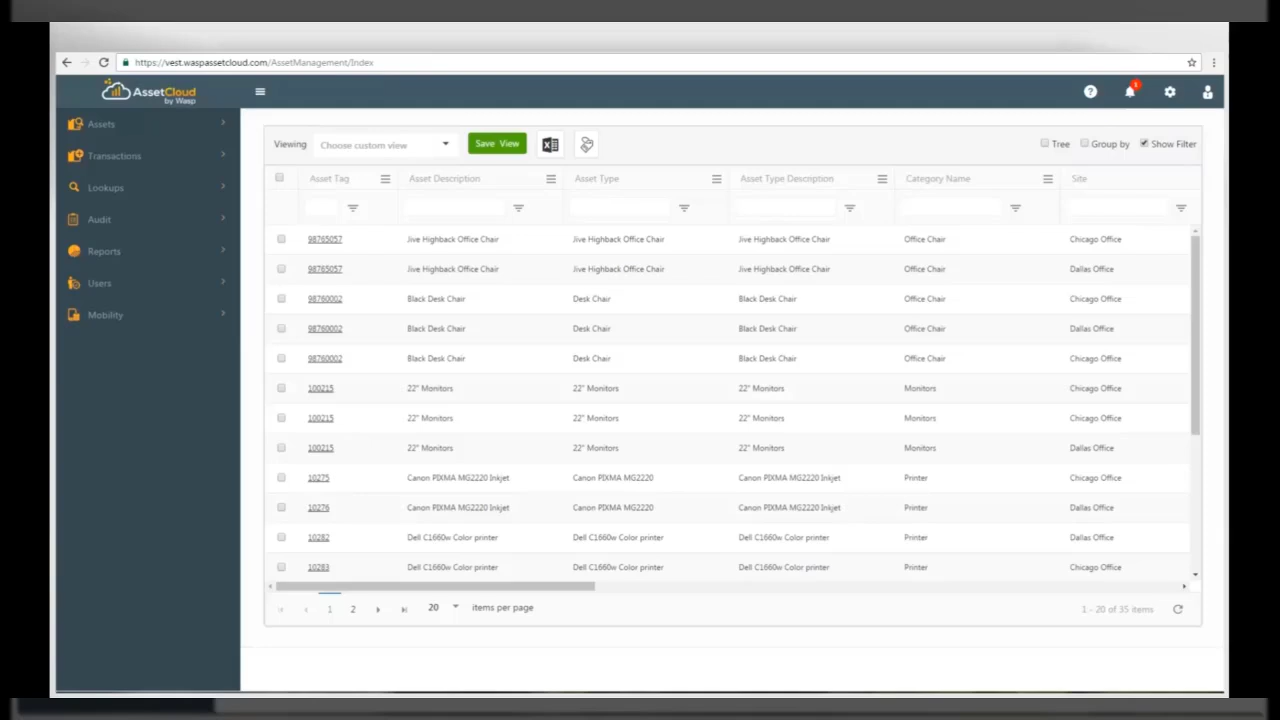 https://vest.waspassetcloud.com/AssetManagement/Index
AssetCloud
by Wasp
1
Assets
Transactions
Lookups
Audit
Reports
Users
Mobility
Viewing Choose custom view Save View Tree Group by Show Filter
Asset Tag Asset Description Asset Type Asset Type Description Category Name Site
98765057 Jive Highback Office Chair Jive Highback Office Chair Jive Highback Office Chair Office Chair Chicago Office
98765057 Jive Highback Office Chair Jive Highback Office Chair Jive Highback Office Chair Office Chair Dallas Office
98760002 Black Desk Chair Desk Chair Black Desk Chair Office Chair Chicago Office
98760002 Black Desk Chair Desk Chair Black Desk Chair Office Chair Dallas Office
98760002 Black Desk Chair Desk Chair Black Desk Chair Office Chair Chicago Office
100215 22" Monitors 22" Monitors 22" Monitors Monitors Chicago Office
100215 22" Monitors 22" Monitors 22" Monitors Monitors Chicago Office
100215 22" Monitors 22" Monitors 22" Monitors Monitors Dallas Office
10275 Canon PIXMA MG2220 Inkjet Canon PIXMA MG2220 Canon PIXMA MG2220 Inkjet Printer Chicago Office
10276 Canon PIXMA MG2220 Inkjet Canon PIXMA MG2220 Canon PIXMA MG2220 Inkjet Printer Dallas Office
10282 Dell C1660w Color printer Dell C1660w Color printer Dell C1660w Color printer Printer Dallas Office
10283 Dell C1660w Color printer Dell C1660w Color printer Dell C1660w Color printer Printer Chicago Office
1 2 20 items per page 1 - 20 of 35 items